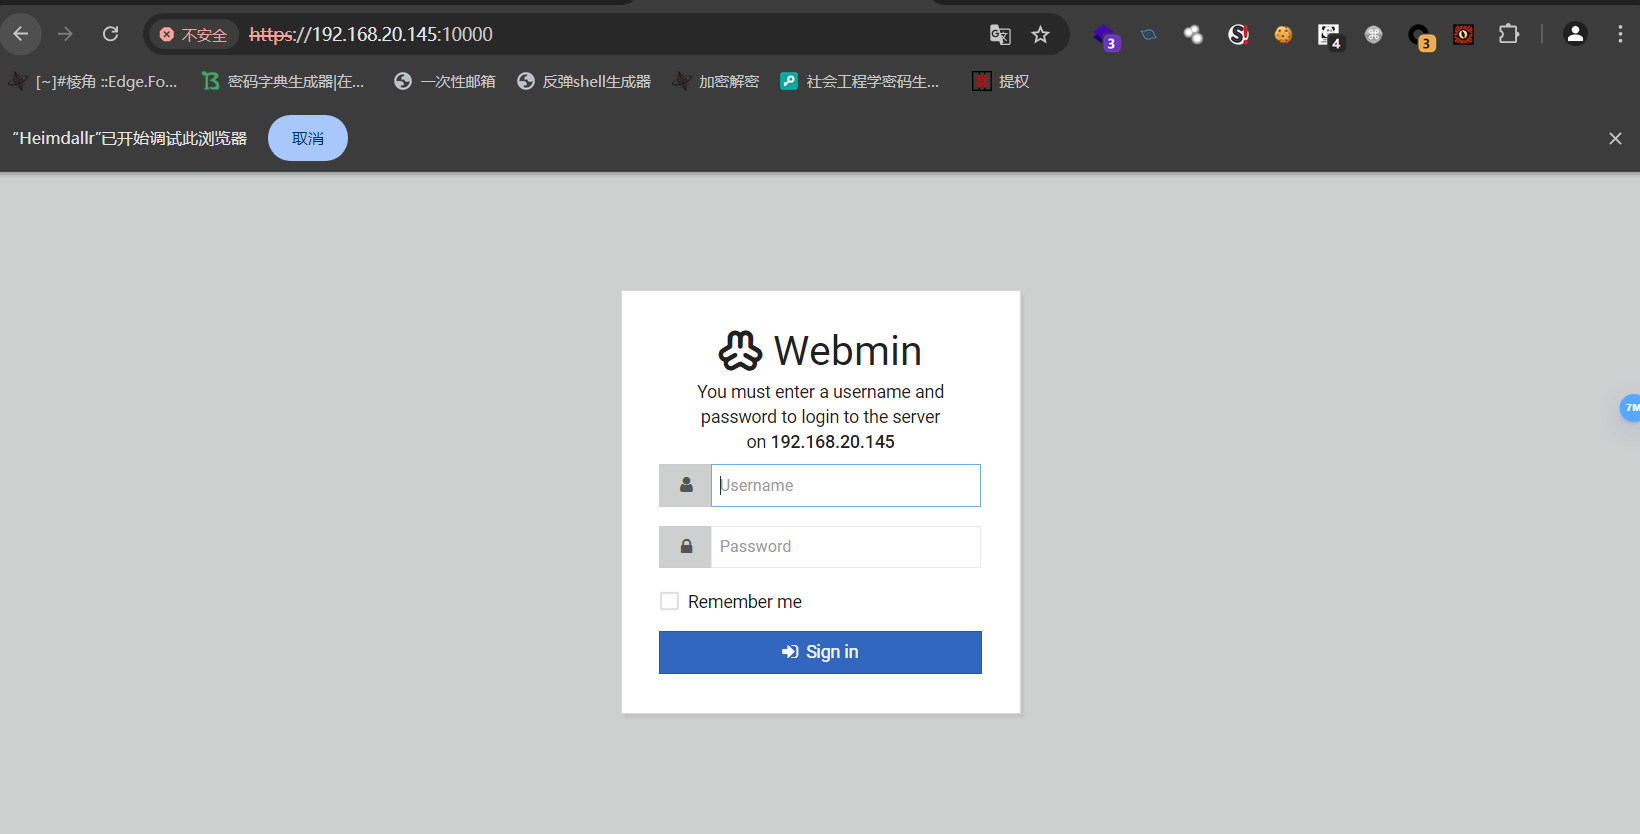 不安全 https://192.168.20.145:10000
3
4
3
[~]#棱角 ::Edge.Fo...
密码字典生成器|在...
一次性邮箱
反弹shell生成器
加密解密
社会工程学密码生...
提权
“Heimdallr”已开始调试此浏览器
取消
Webmin
You must enter a username and
password to login to the server
on 192.168.20.145
Username
Password
Remember me
Sign in
7M